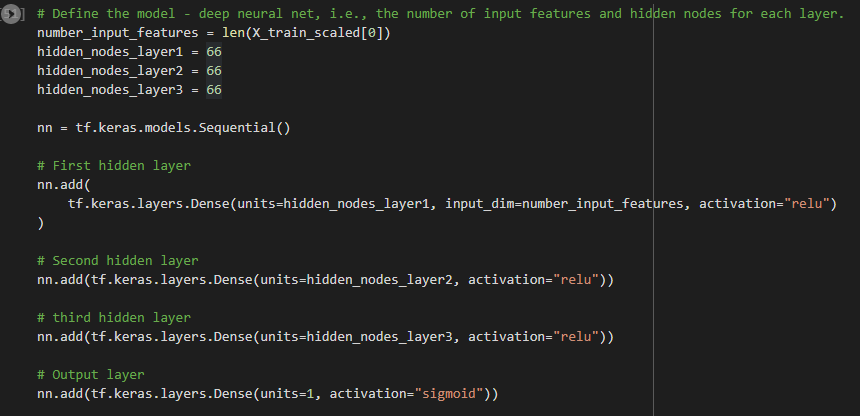 # Define the model - deep neural net, i.e., the number of input features and hidden nodes for each layer.
number_input_features = len(X_train_scaled[0])
hidden_nodes_layer1 = 66
hidden_nodes_layer2 = 66
hidden_nodes_layer3 = 66

nn = tf.keras.models.Sequential()

# First hidden layer
nn.add(
    tf.keras.layers.Dense(units=hidden_nodes_layer1, input_dim=number_input_features, activation="relu")
)

# Second hidden layer
nn.add(tf.keras.layers.Dense(units=hidden_nodes_layer2, activation="relu"))

# third hidden layer
nn.add(tf.keras.layers.Dense(units=hidden_nodes_layer3, activation="relu"))

# Output layer
nn.add(tf.keras.layers.Dense(units=1, activation="sigmoid"))